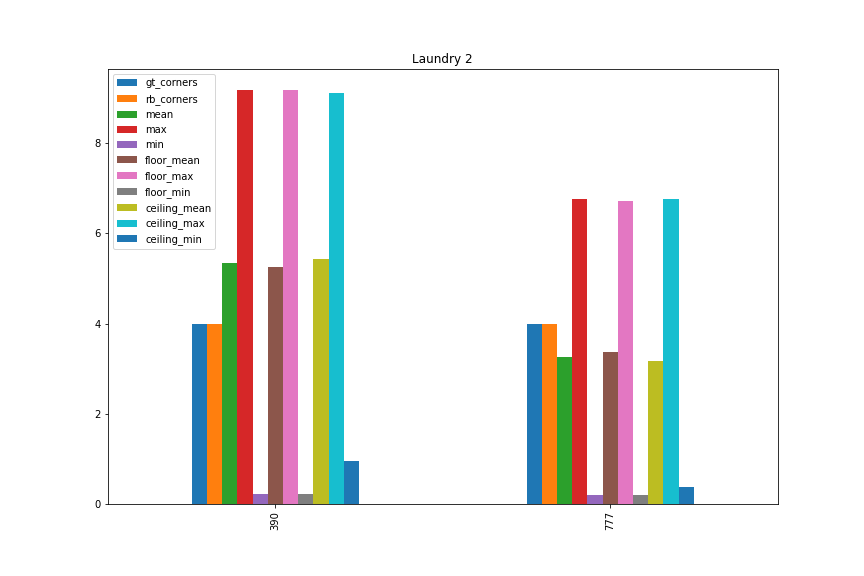 Laundry 2
gt_corners
rb_corners
mean
max
min
floor_mean
floor_max
floor_min
ceiling_mean
ceiling_max
ceiling_min
8
6
4
2
0
390
777